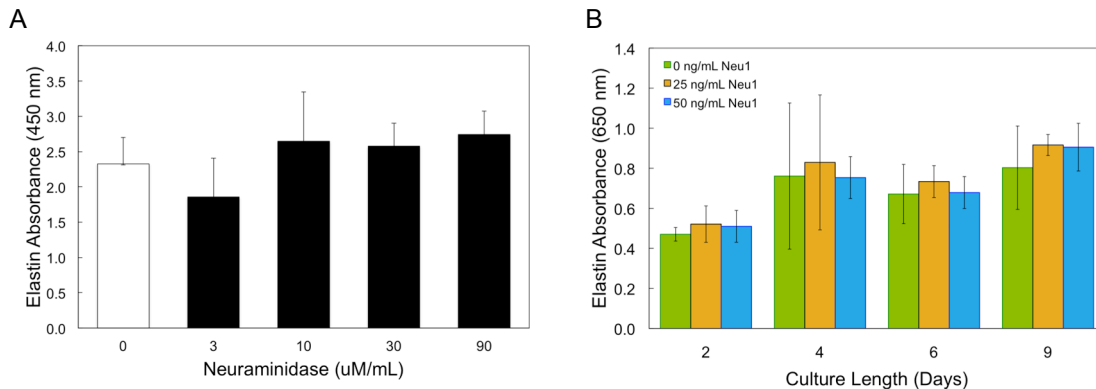 A
Elastin Absorbance (450 nm)
4.0
3.5
3.0
2.5
2.0
1.5
1.0
0.5
0.0
0 3 10 30 90
Neuraminidase (uM/mL)
B
Elastin Absorbance (650 nm)
1.4
1.2
1.0
0.8
0.6
0.4
0.2
0.0
0 ng/mL Neu1
25 ng/mL Neu1
50 ng/mL Neu1
2 4 6 9
Culture Length (Days)